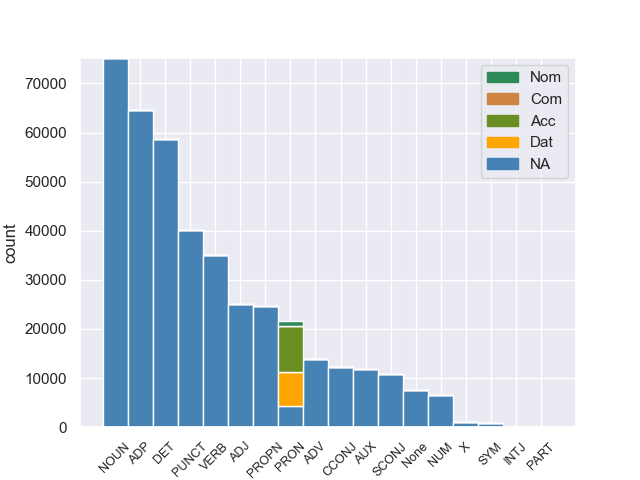 70000
60000
50000
40000
30000
20000
10000
0
count
Nom
Com
Acc
Dat
NA
NOUN
ADP
DET
PUNCT
VERB
ADJ
PROPN
PRON
ADV
CCONJ
AUX
SCONJ
None
NUM
X
SYM
INTJ
PART